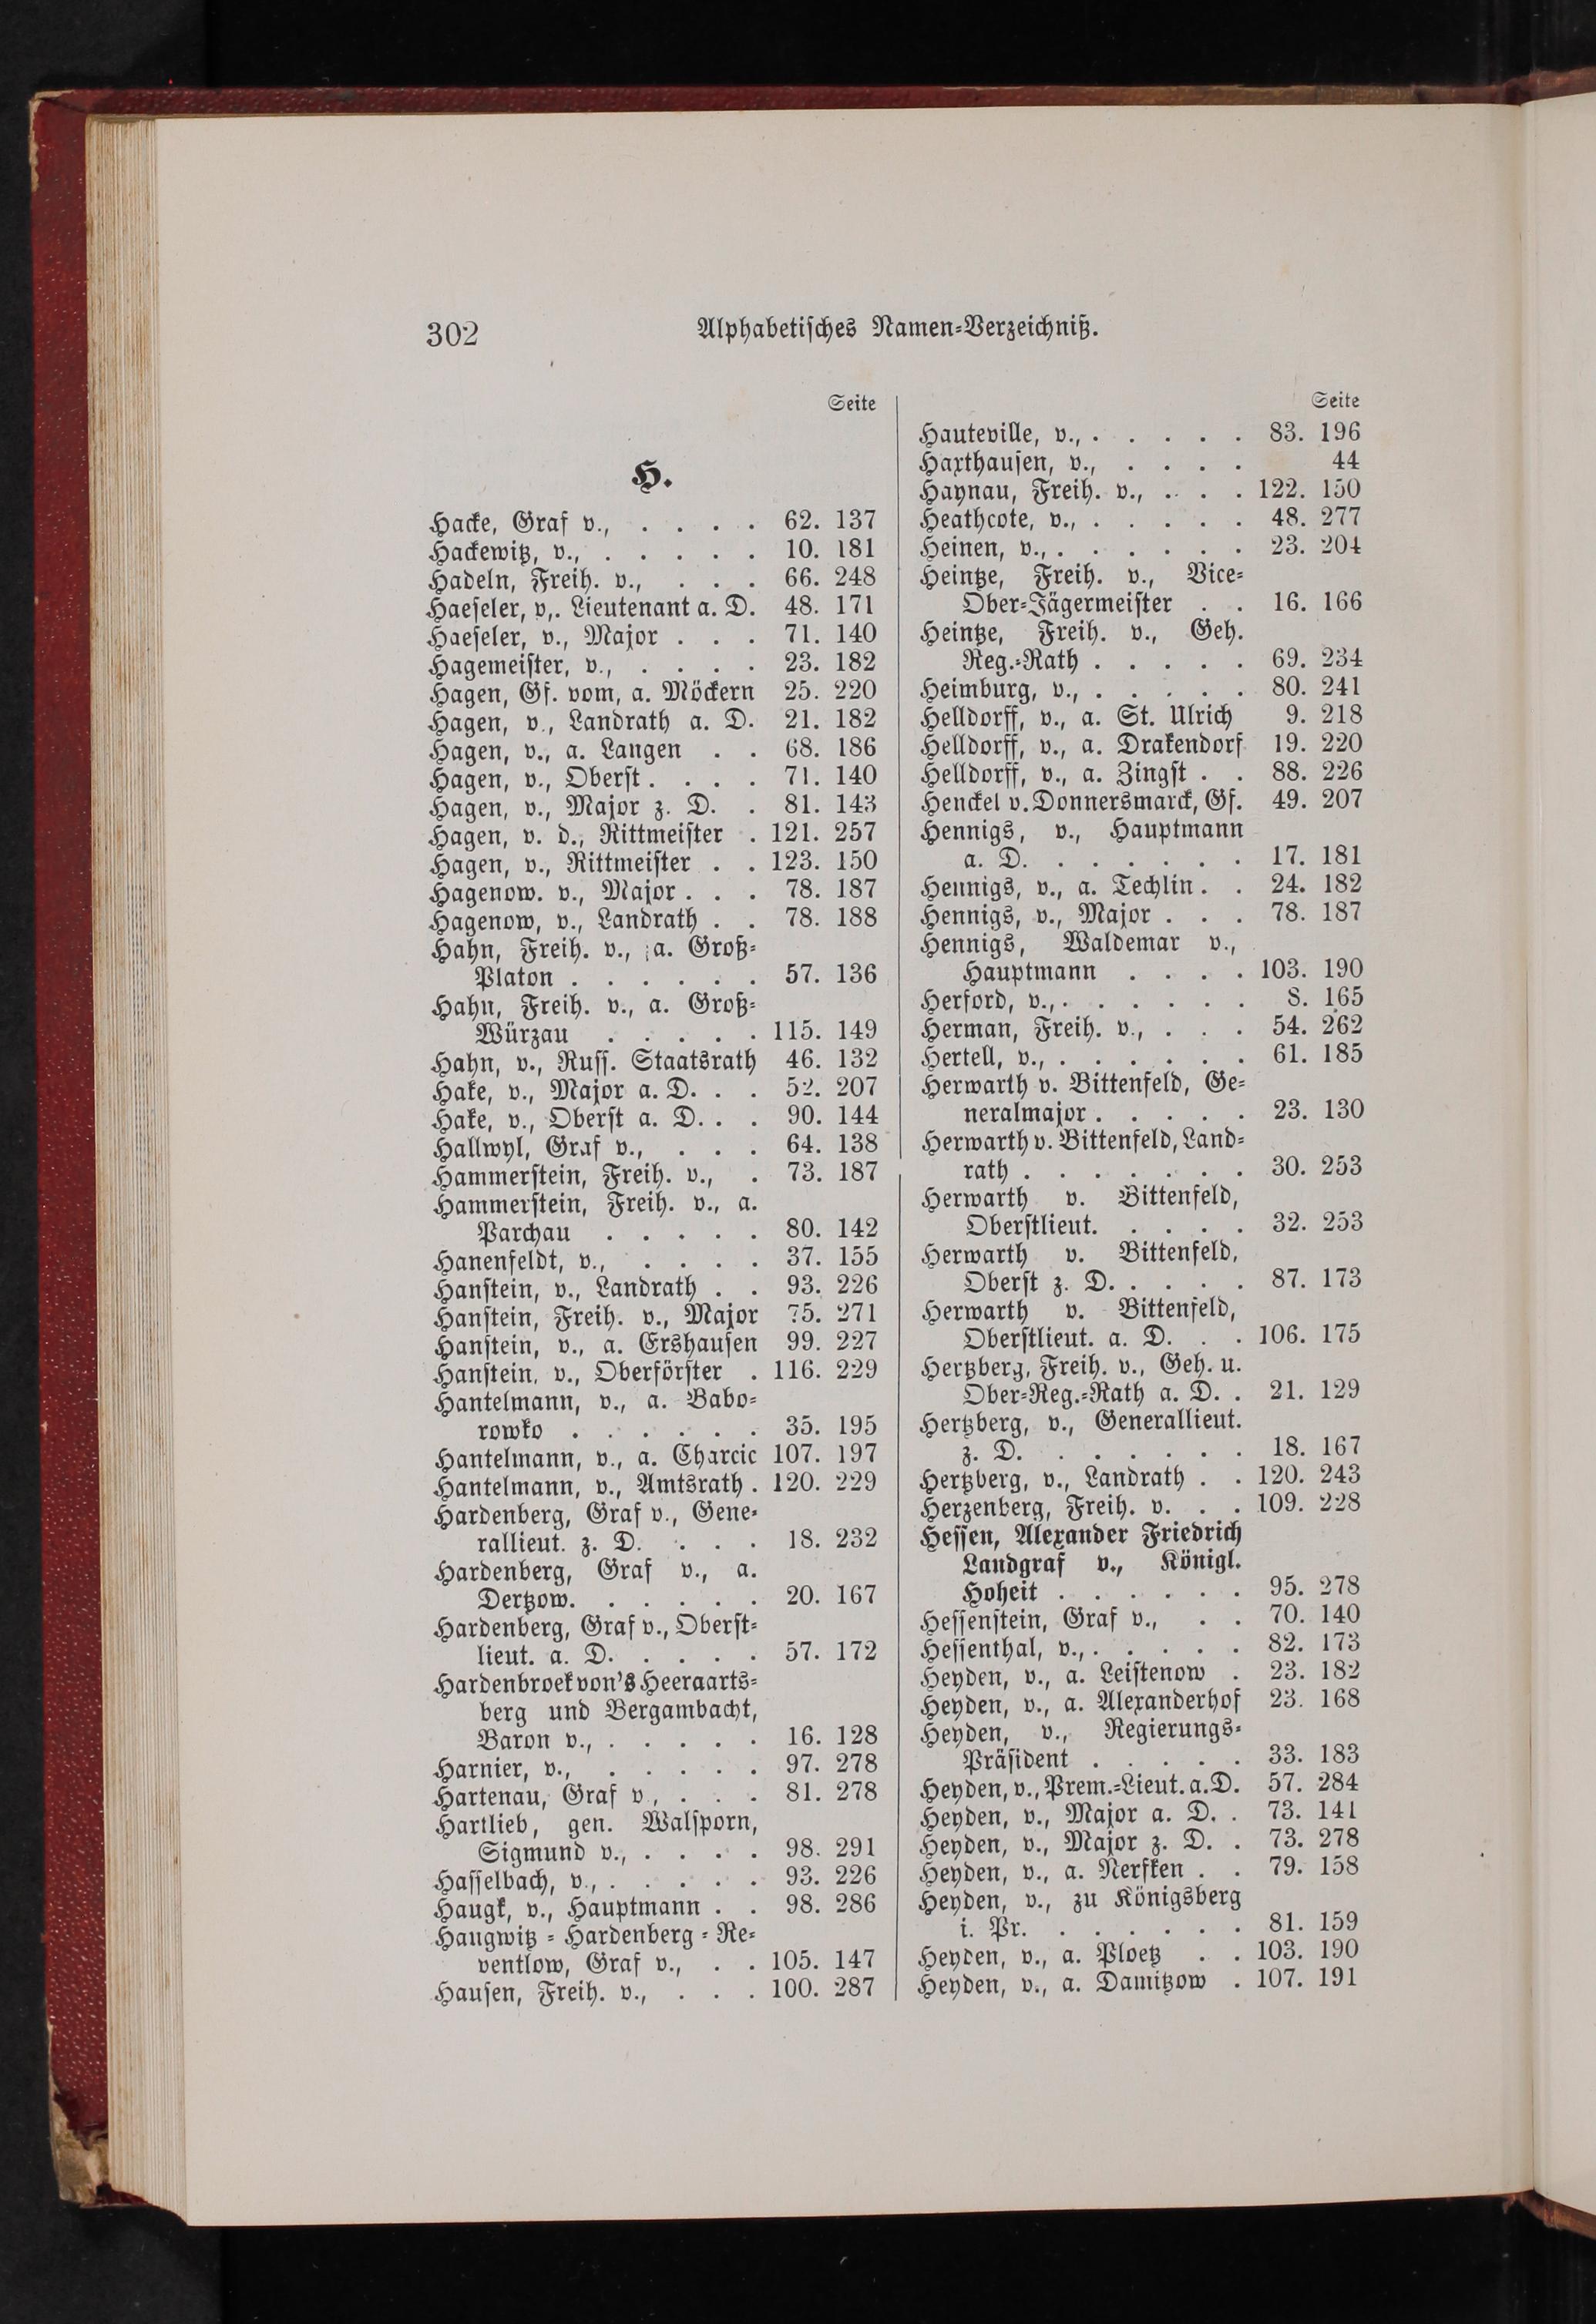 302
Alphabetisches Namen-Verzeichniß.
Seite
H.
Hacke, Graf v., . . . . 62. 137
Hackewitz, v., . . . . . 10. 181
Hadeln, Freih. v., . . . 66. 248
Haeseler, v,. Lieutenant a. D. 48. 171
Haeseler, v., Major . . . 71. 140
Hagemeister, v., . . . . 23. 182
Hagen, Gf. vom, a. Möckern 25. 220
Hagen, v., Landrath a. D. 21. 182
Hagen, v., a. Langen . . 68. 186
Hagen, v., Oberst . . . . 71. 140
Hagen, v., Major z. D. . 81. 143
Hagen, v. d., Rittmeister . 121. 257
Hagen, v., Rittmeister . . 123. 150
Hagenow. v., Major . . . 78. 187
Hagenow, v., Landrath . . 78. 188
Hahn, Freih. v., a. Groß-
Platon . . . . . . 57. 136
Hahn, Freih. v., a. Groß-
Würzau . . . . . 115. 149
Hahn, v., Russ. Staatsrath 46. 132
Hake, v., Major a. D. . . 52. 207
Hake, v., Oberst a. D. . . 90. 144
Hallwyl, Graf v., . . . 64. 138
Hammerstein, Freih. v., . 73. 187
Hammerstein, Freih. v., a.
Parchau . . . . . 80. 142
Hanenfeldt, v., . . . . 37. 155
Hanstein, v., Landrath . . 93. 226
Hanstein, Freih. v., Major 75. 271
Hanstein, v., a. Ershausen 99. 227
Hanstein, v., Oberförster . 116. 229
Hantelmann, v., a. Babo-
rowko . . . . . . 35. 195
Hantelmann, v., a. Charcic 107. 197
Hantelmann, v., Amtsrath . 120. 229
Hardenberg, Graf v., Gene-
rallieut. z. D. . . . 18. 232
Hardenberg, Graf v., a.
Dertzow. . . . . . 20. 167
Hardenberg, Graf v., Oberst-
lieut. a. D. . . . . 57. 172
Hardenbroek von's Heeraarts-
berg und Bergambacht,
Baron v., . . . . . 16. 128
Harnier, v., . . . . . 97. 278
Hartenau, Graf v., . . . 81. 278
Hartlieb, gen. Walsporn,
Sigmund v., . . . . 98. 291
Hasselbach, v., . . . . . 93. 226
Haugk, v., Hauptmann . . 98. 286
Haugwitz-Hardenberg-Re-
ventlow, Graf v., . . 105. 147
Hausen, Freih. v., . . . 100. 287
Seite
Hauteville, v., . . . . . 83. 196
Haxthausen, v., . . . . 44
Haynau, Freih. v., . . . 122. 150
Heathcote, v., . . . . . 48. 277
Heinen, v., . . . . . . 23. 204
Heintze, Freih. v., Vice-
Ober-Jägermeister . . 16. 166
Heintze, Freih. v., Geh.
Reg.-Rath . . . . . 69. 234
Heimburg, v., . . . . . 80. 241
Helldorff, v., a. St. Ulrich 9. 218
Helldorff, v., a. Drakendorf 19. 220
Helldorff, v., a. Zingst . . 88. 226
Henckel v. Donnersmarck, Gf. 49. 207
Hennigs, v., Hauptmann
a. D. . . . . . . 17. 181
Hennigs, v., a. Techlin . . 24. 182
Hennigs, v., Major . . . 78. 187
Hennigs, Waldemar v.,
Hauptmann . . . . 103. 190
Herford, v., . . . . . . 8. 165
Herman, Freih. v., . . . 54. 262
Hertell, v., . . . . . . 61. 185
Herwarth v. Bittenfeld, Ge-
neralmajor . . . . . 23. 130
Herwarth v. Bittenfeld, Land-
rath . . . . . . . 30. 253
Herwarth v. Bittenfeld,
Oberstlieut. . . . . 32. 253
Herwarth v. Bittenfeld,
Oberst z. D. . . . . 87. 173
Herwarth v. Bittenfeld,
Oberstlieut. a. D. . . 106. 175
Hertzberg, Freih. v., Geh. u.
Ober-Reg.-Rath a. D. . 21. 129
Hertzberg, v., Generallieut.
z. D. . . . . . . 18. 167
Hertzberg, v., Landrath . . 120. 243
Herzenberg, Freih. v. . . 109. 228
Hessen, Alexander Friedrich
Landgraf v., Königl.
Hoheit . . . . . . 95. 278
Hessenstein, Graf v., . . 70. 140
Hessenthal, v., . . . . . 82. 173
Heyden, v., a. Leistenow . 23. 182
Heyden, v., a. Alexanderhof 23. 168
Heyden, v., Regierungs-
Präsident . . . . . 33. 183
Heyden, v., Prem.-Lieut. a. D. 57. 284
Heyden, v., Major a. D. . 73. 141
Heyden, v., Major z. D. . 73. 278
Heyden, v., a. Nerfken . . 79. 158
Heyden, v., zu Königsberg
i. Pr. . . . . . . 81. 159
Heyden, v., a. Ploetz . . 103. 190
Heyden, v., a. Damitzow . 107. 191